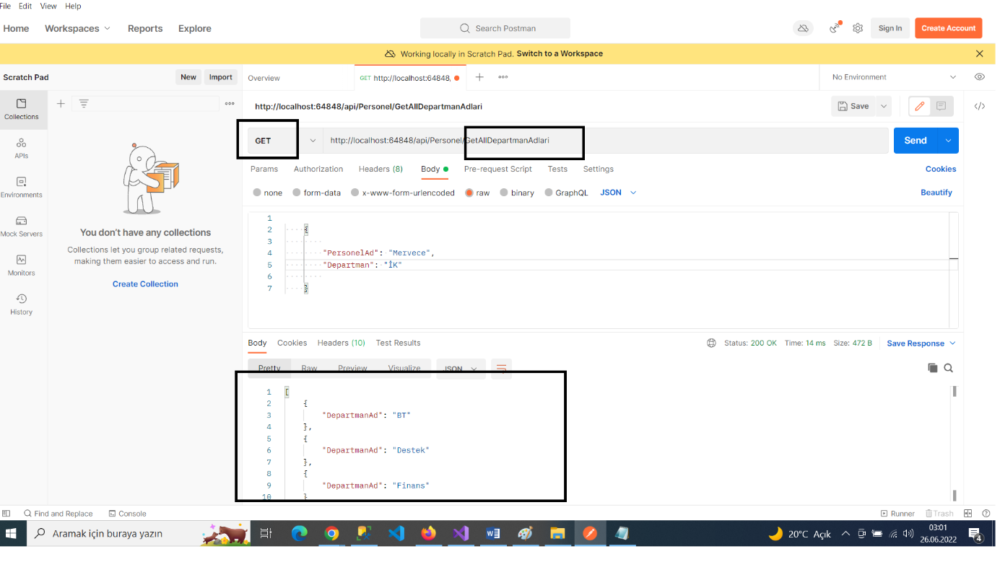 File Edit View Help
Home Workspaces Reports Explore Search Postman Sign In Create Account
Working locally in Scratch Pad. Switch to a Workspace
Scratch Pad New Import Overview GET http://localhost:64848, No Environment
http://localhost:64848/api/Personel/GetAllDepartmanAdlari Save
Collections
GET http://localhost:64848/api/Personel/GetAllDepartmanAdlari Send
APIs
Params Authorization Headers (8) Body Pre-request Script Tests Settings Cookies
Environments
none form-data x-www-form-urlencoded raw binary GraphQL JSON Beautify
Mock Servers
Monitors
History
You don't have any collections
Collections let you group related requests,
making them easier to access and run.
Create Collection
1
2 {
3
4 "PersonelAd": "Mervece",
5 "Departman": "İK"
6
7 }
Body Cookies Headers (10) Test Results Status: 200 OK Time: 14 ms Size: 472 B Save Response
Pretty Raw Preview Visualize JSON
1 [
2 {
3 "DepartmanAd": "BT"
4 },
5 {
6 "DepartmanAd": "Destek"
7 },
8 {
9 "DepartmanAd": "Finans"
10 }
Find and Replace Console Runner Trash
Aramak için buraya yazın 20°C Açık 03:01
26.06.2022 4